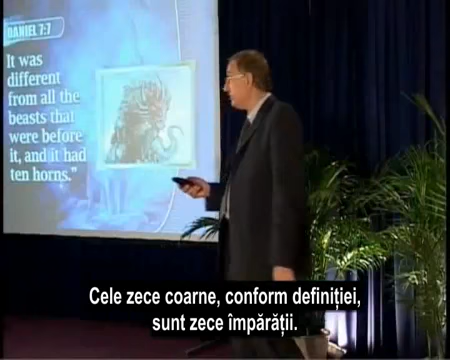 DANIEL 7:7
It was
different
from all the
beasts that
were before
it, and it had
ten horns."
Cele zece coarne, conform definiției,
sunt zece împărății.